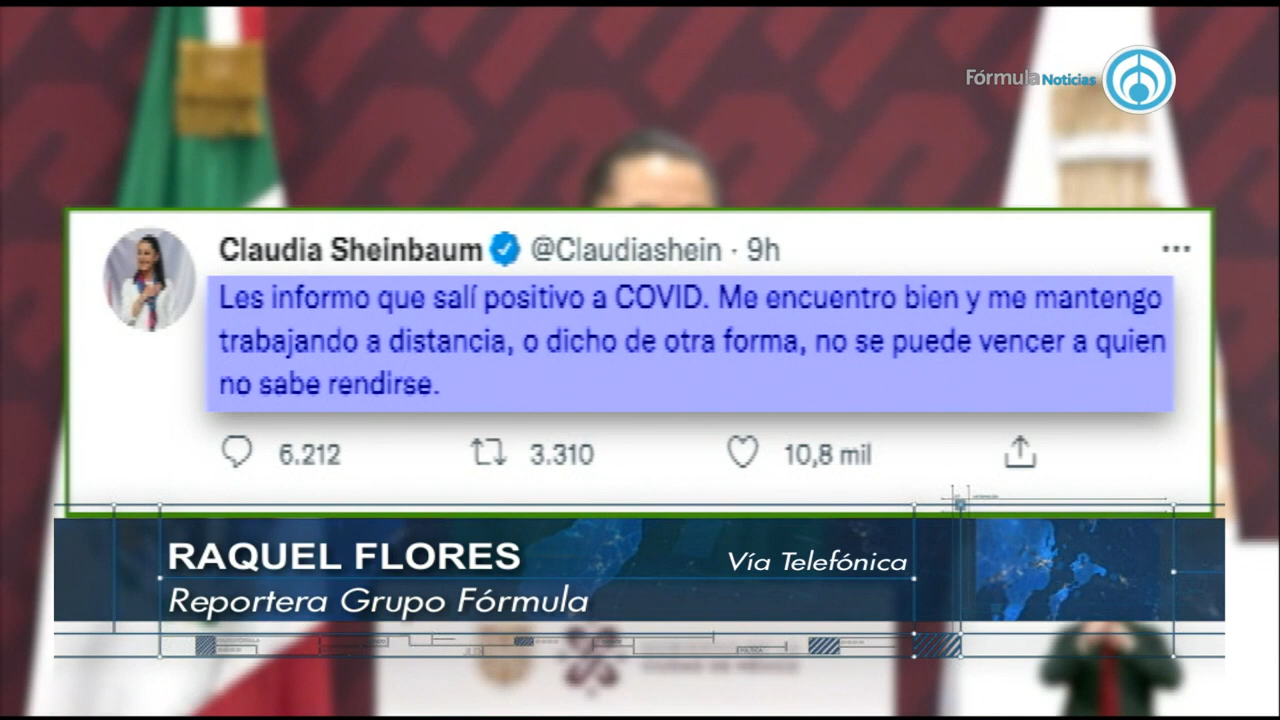 Fórmula Noticias
Claudia Sheinbaum @Claudiashein · 9h
Les informo que salí positivo a COVID. Me encuentro bien y me mantengo
trabajando a distancia, o dicho de otra forma, no se puede vencer a quien
no sabe rendirse.
6.212 3.310 10,8 mil
RAQUEL FLORES Vía Telefónica
Reportera Grupo Fórmula